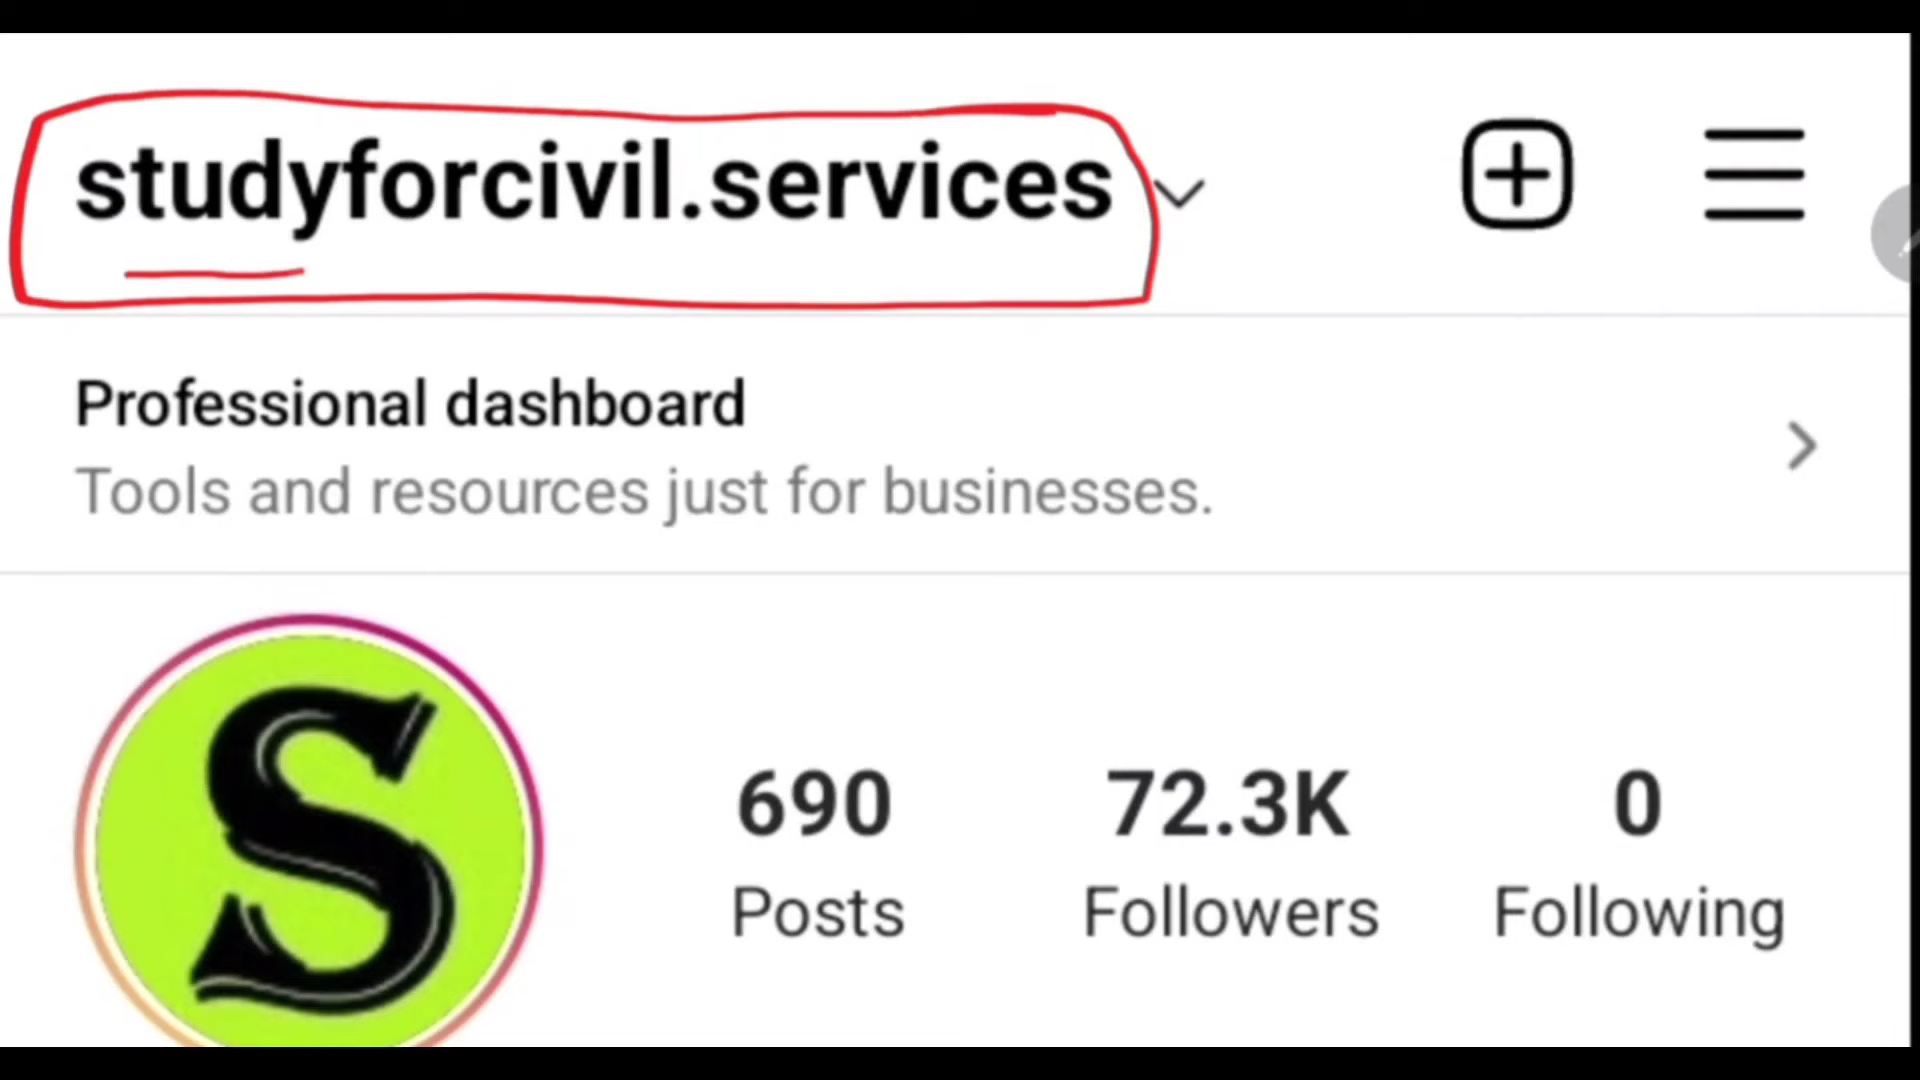 studyforcivil.services
Professional dashboard
Tools and resources just for businesses.
S
690 72.3K 0
Posts Followers Following